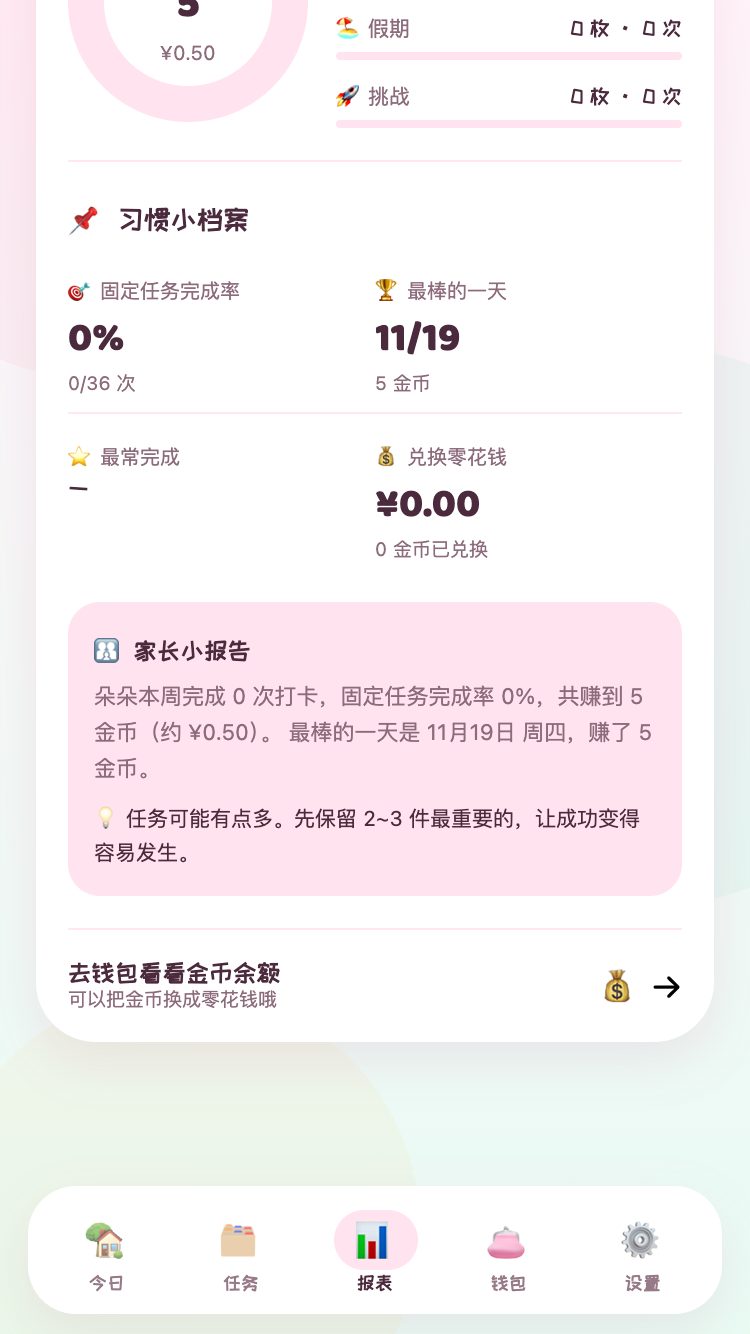 5
¥0.50
假期
0 枚 · 0 次
挑战
0 枚 · 0 次
习惯小档案
固定任务完成率
0%
0/36 次
最棒的一天
11/19
5 金币
最常完成
—
兑换零花钱
¥0.00
0 金币已兑换
家长小报告
朵朵本周完成 0 次打卡，固定任务完成率 0%，共赚到 5
金币（约 ¥0.50）。 最棒的一天是 11月19日 周四，赚了 5
金币。
任务可能有点多。先保留 2~3 件最重要的，让成功变得
容易发生。
去钱包看看金币余额
可以把金币换成零花钱哦
今日
任务
报表
钱包
设置